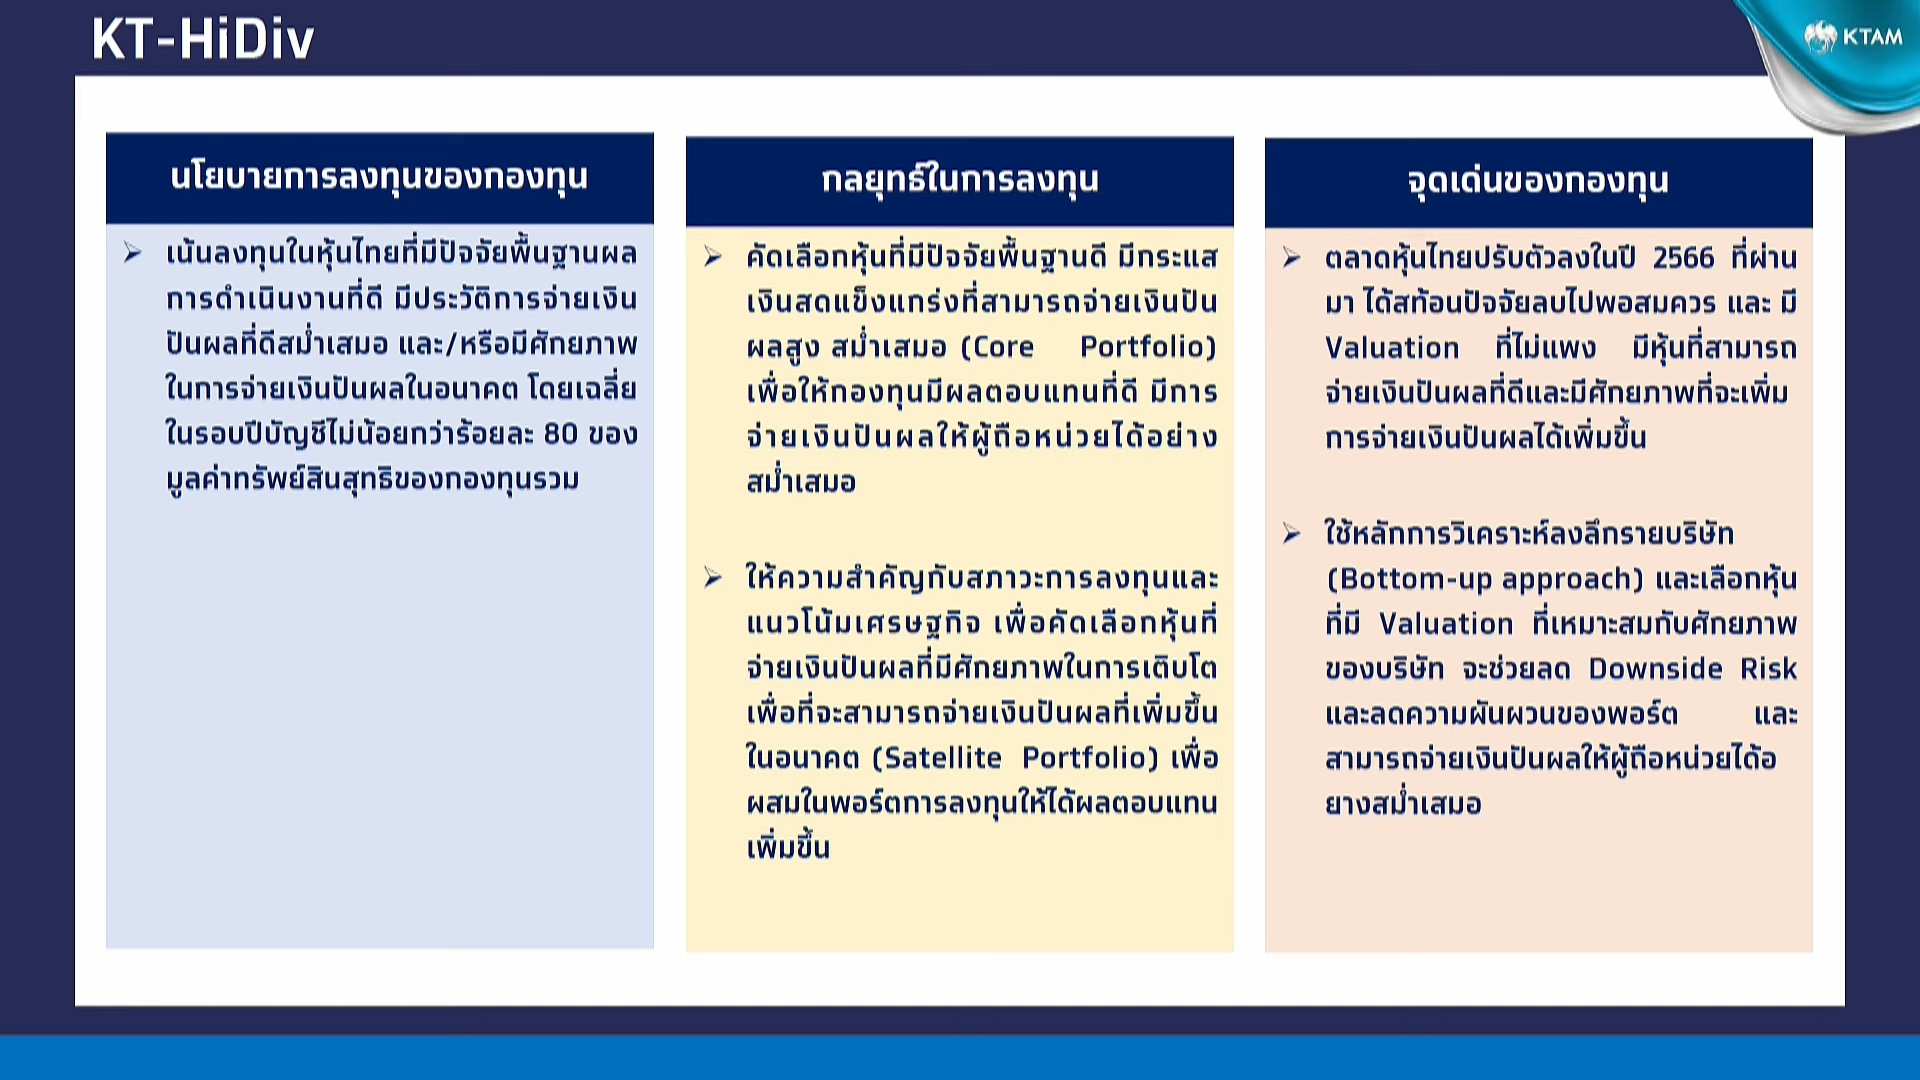 KT-HiDiv
KTAM
นโยบายการลงทุนของกองทุน
เน้นลงทุนในหุ้นไทยที่มีปัจจัยพื้นฐานผล
การดำเนินงานที่ดี มีประวัติการจ่ายเงิน
ปันผลที่ดีสม่ำเสมอ และ/หรือมีศักยภาพ
ในการจ่ายเงินปันผลในอนาคต โดยเฉลี่ย
ในรอบปีบัญชีไม่น้อยกว่าร้อยละ 80 ของ
มูลค่าทรัพย์สินสุทธิของกองทุนรวม
กลยุทธ์ในการลงทุน
คัดเลือกหุ้นที่มีปัจจัยพื้นฐานดี มีกระแส
เงินสดแข็งแกร่งที่สามารถจ่ายเงินปัน
ผลสูง สม่ำเสมอ (Core Portfolio)
เพื่อให้กองทุนมีผลตอบแทนที่ดี มีการ
จ่ายเงินปันผลให้ผู้ถือหน่วยได้อย่าง
สม่ำเสมอ
ให้ความสำคัญกับสภาวะการลงทุนและ
แนวโน้มเศรษฐกิจ เพื่อคัดเลือกหุ้นที่
จ่ายเงินปันผลที่มีศักยภาพในการเติบโต
เพื่อที่จะสามารถจ่ายเงินปันผลที่เพิ่มขึ้น
ในอนาคต (Satellite Portfolio) เพื่อ
ผสมในพอร์ตการลงทุนให้ได้ผลตอบแทน
เพิ่มขึ้น
จุดเด่นของกองทุน
ตลาดหุ้นไทยปรับตัวลงในปี 2566 ที่ผ่าน
มา ได้สท้อนปัจจัยลบไปพอสมควร และ มี
Valuation ที่ไม่แพง มีหุ้นที่สามารถ
จ่ายเงินปันผลที่ดีและมีศักยภาพที่จะเพิ่ม
การจ่ายเงินปันผลได้เพิ่มขึ้น
ใช้หลักการวิเคราะห์ลงลึกรายบริษัท
(Bottom-up approach) และเลือกหุ้น
ที่มี Valuation ที่เหมาะสมกับศักยภาพ
ของบริษัท จะช่วยลด Downside Risk
และลดความผันผวนของพอร์ต และ
สามารถจ่ายเงินปันผลให้ผู้ถือหน่วยได้อ
ยางสม่ำเสมอ